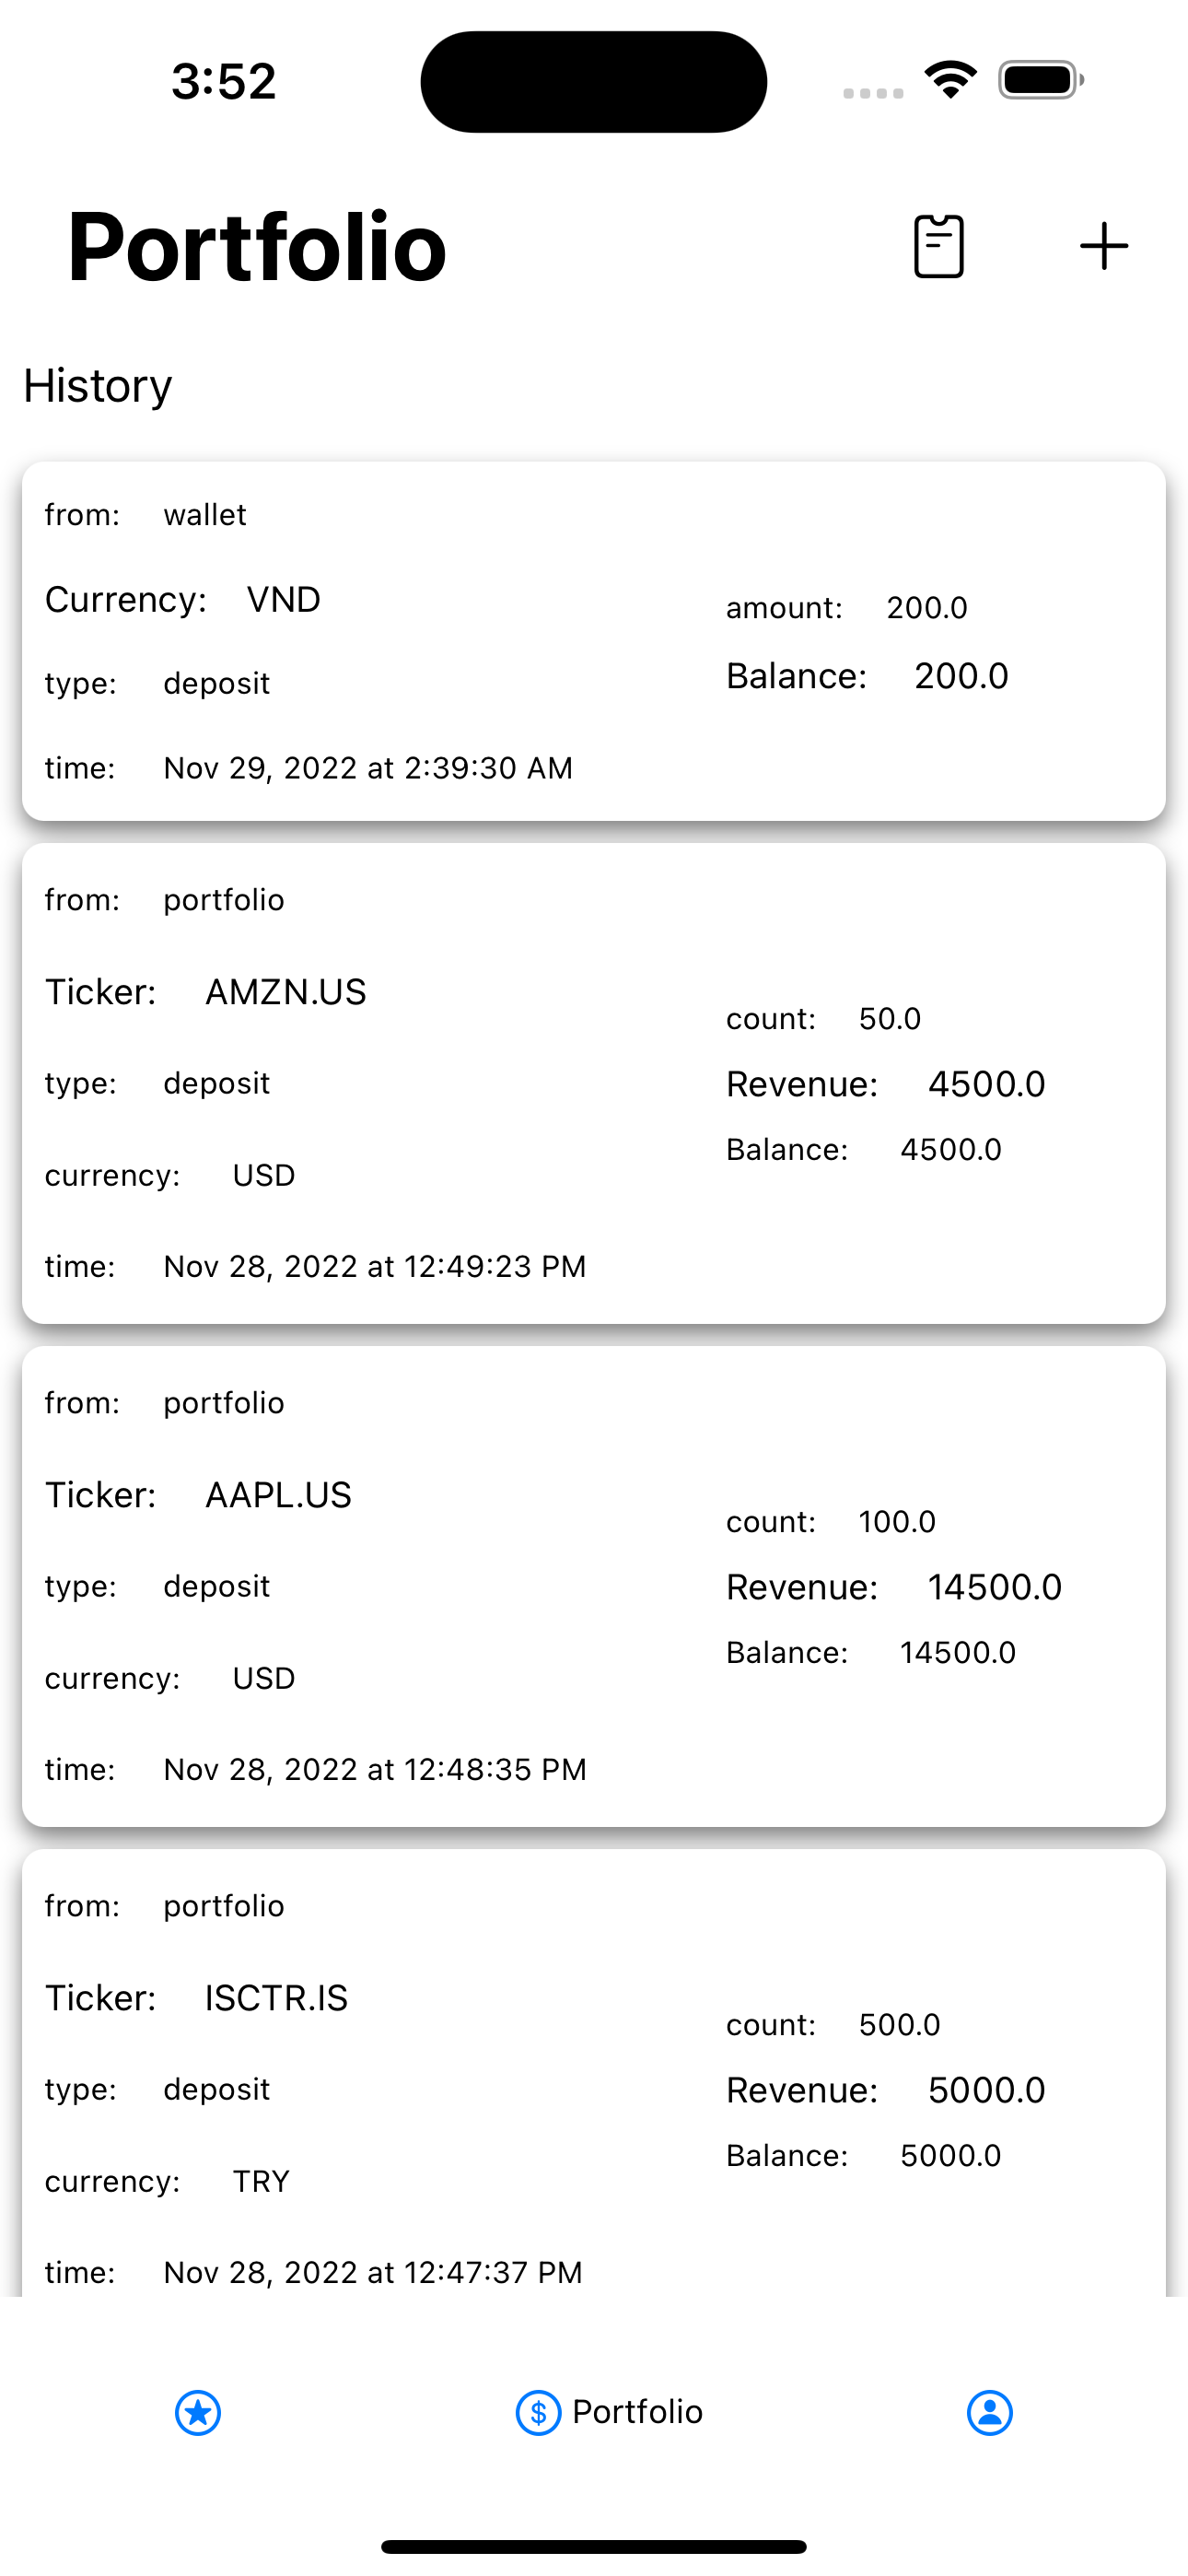 3:52
Portfolio
History
from: wallet
Currency: VND
type: deposit
time: Nov 29, 2022 at 2:39:30 AM
amount: 200.0
Balance: 200.0
from: portfolio
Ticker: AMZN.US
type: deposit
currency: USD
time: Nov 28, 2022 at 12:49:23 PM
count: 50.0
Revenue: 4500.0
Balance: 4500.0
from: portfolio
Ticker: AAPL.US
type: deposit
currency: USD
time: Nov 28, 2022 at 12:48:35 PM
count: 100.0
Revenue: 14500.0
Balance: 14500.0
from: portfolio
Ticker: ISCTR.IS
type: deposit
currency: TRY
time: Nov 28, 2022 at 12:47:37 PM
count: 500.0
Revenue: 5000.0
Balance: 5000.0
$ Portfolio